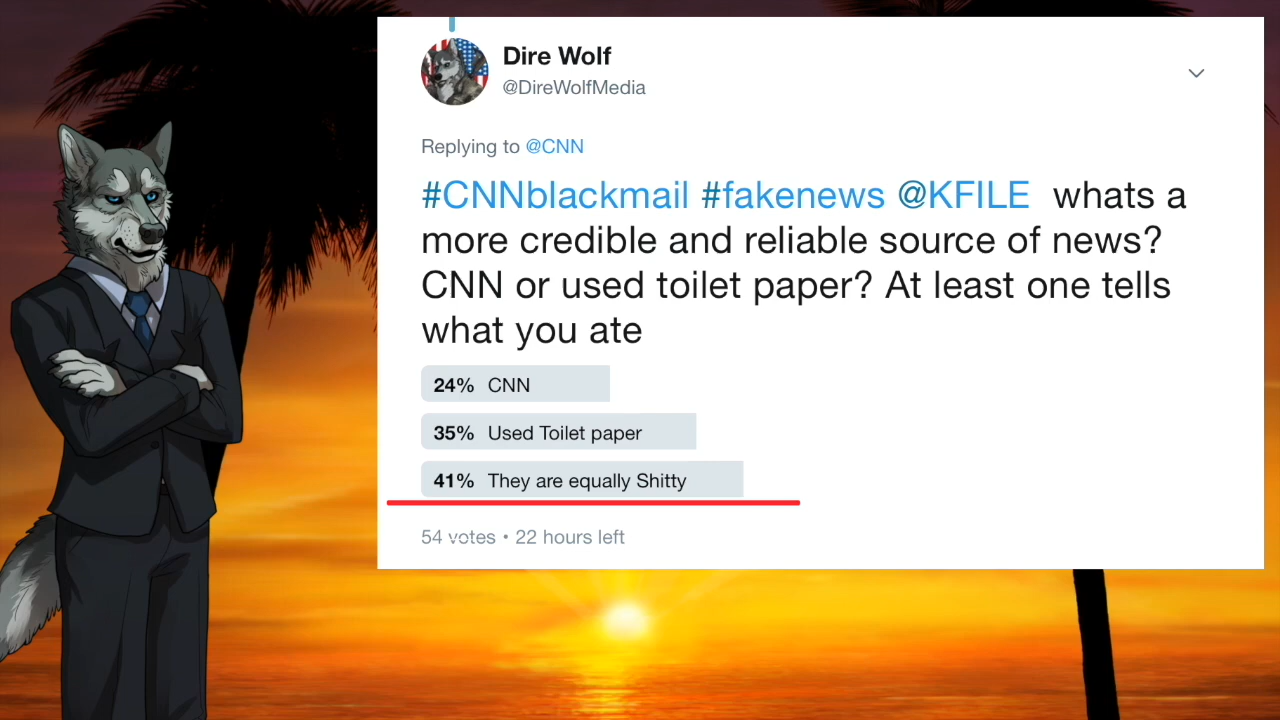 Dire Wolf
@DireWolfMedia
Replying to @CNN
#CNNblackmail #fakenews @KFILE whats a
more credible and reliable source of news?
CNN or used toilet paper? At least one tells
what you ate
24% CNN
35% Used Toilet paper
41% They are equally Shitty
54 votes • 22 hours left